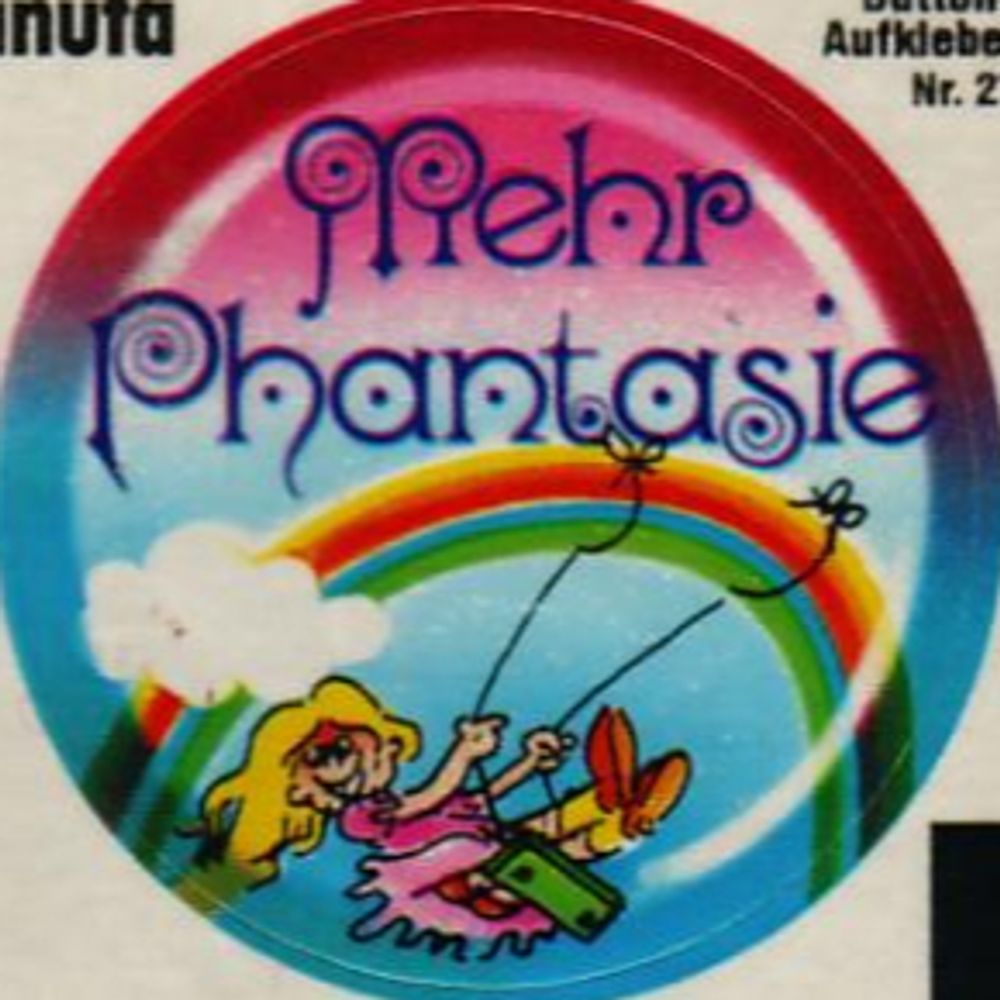 Aufklebe
Nr. 2
Mehr
Phantasie